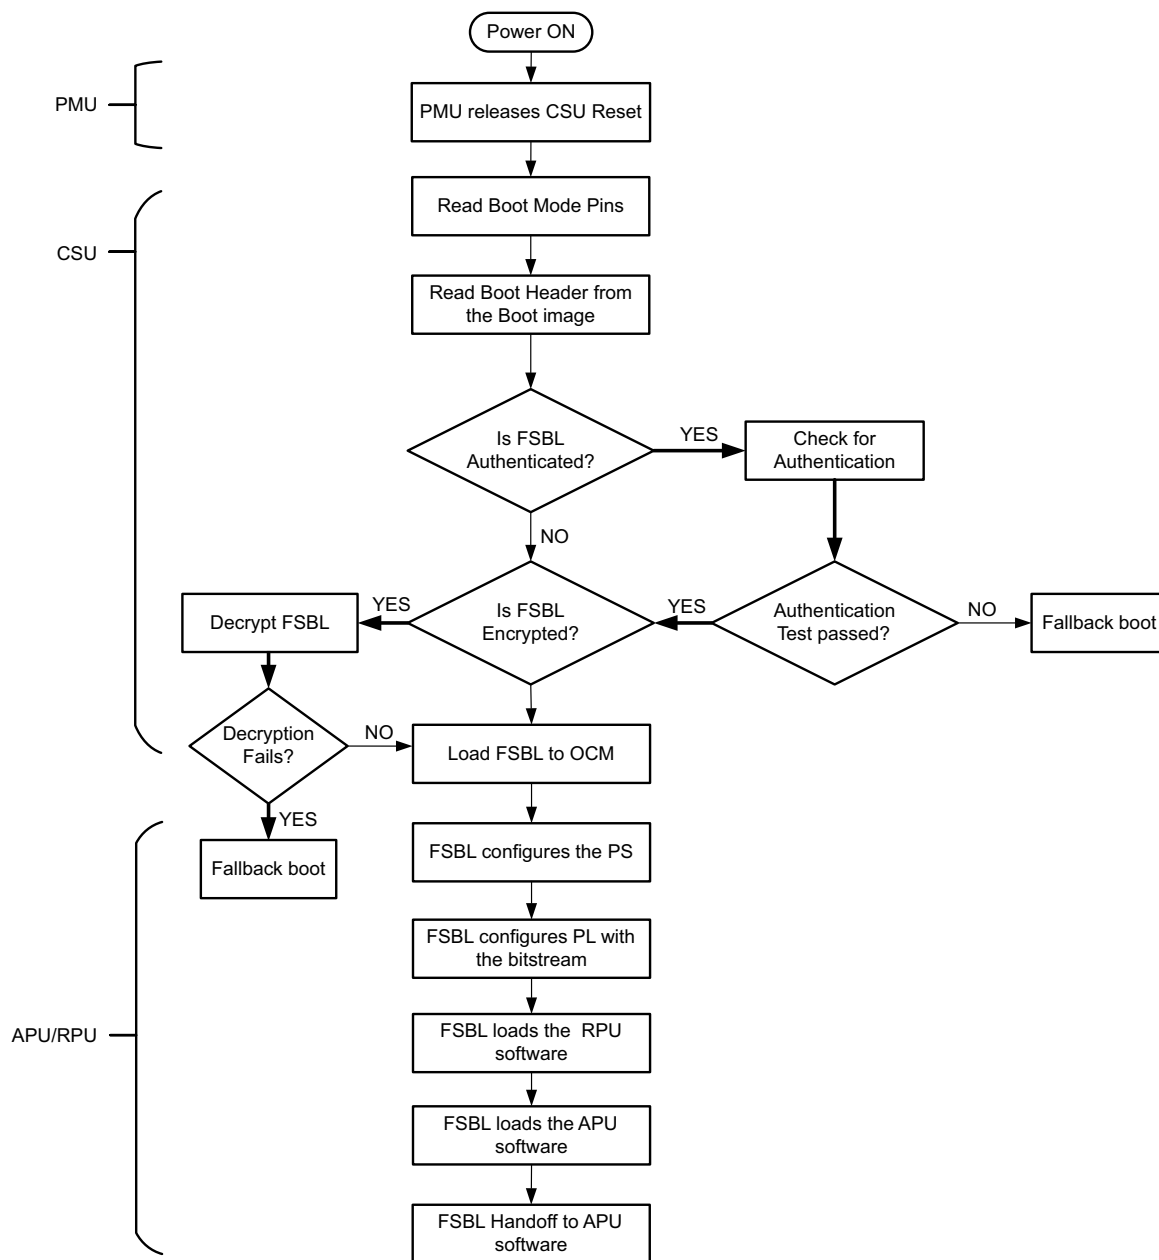 Power ON
PMU
PMU releases CSU Reset
CSU
Read Boot Mode Pins
Read Boot Header from
the Boot image
Is FSBL
Authenticated?
YES
Check for
Authentication
NO
Decrypt FSBL
YES
Is FSBL
Encrypted?
YES
Authentication
Test passed?
NO
Fallback boot
Decryption
Fails?
NO
Load FSBL to OCM
YES
Fallback boot
APU/RPU
FSBL configures the PS
FSBL configures PL with
the bitstream
FSBL loads the RPU
software
FSBL loads the APU
software
FSBL Handoff to APU
software